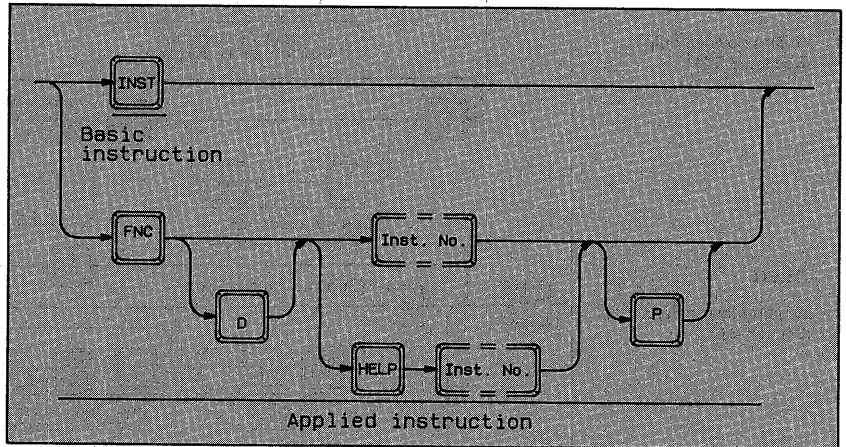 INST
Basic
instruction
FNC
Inst. No.
D
P
HELP
Inst. No.
Applied instruction